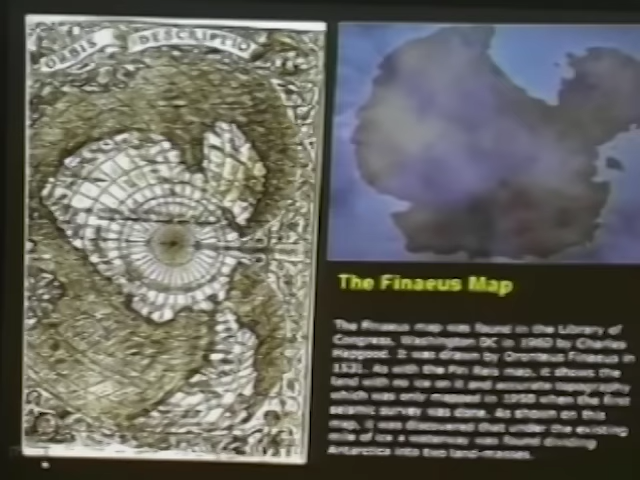 ORBIS DESCRIPTIO
The Finaeus Map
The Finaeus map was found in the Library of
Congress, Washington DC in 1960 by Charles
Hapgood. It was drawn by Oronteus Finaeus in
1531. As with the Piri Reis map, it shows the
land with no ice on it and accurate topography
which was only mapped in 1958 when the first
seismic survey was done. As shown on this
map, it was discovered that under the existing
mile of ice a waterway was found dividing
Antarctica into two land-masses.